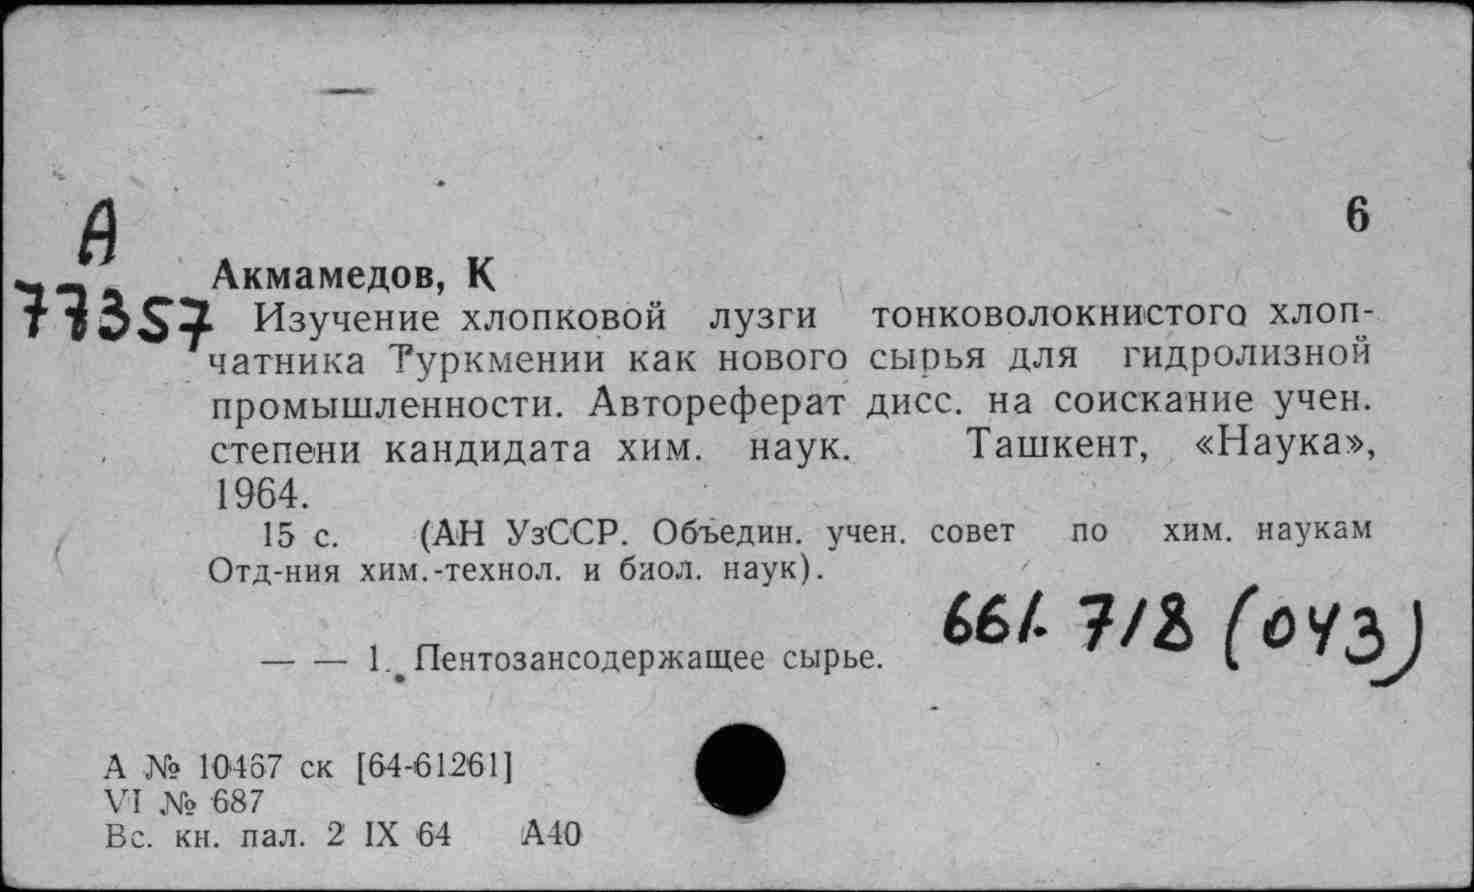 6
А
77357
Акмамедов, К
Изучение хлопковой лузги тонковолокнистого хлоп-
чатника Туркмении как нового сырья для гидролизной
промышленности. Автореферат дисс. на соискание учен.
степени кандидата хим. наук. Ташкент, «Наука»,
1964.
15 с. (АН УзССР. Объедин. учен. совет по хим. наукам
Отд-ния хим.-технол. и биол. наук).
661.718 (043)
— — 1. Пентозансодержащее сырье.
А № 10467 ск [64-61261]
VI № 687
Вс. кн. пал. 2 IX 64 А40